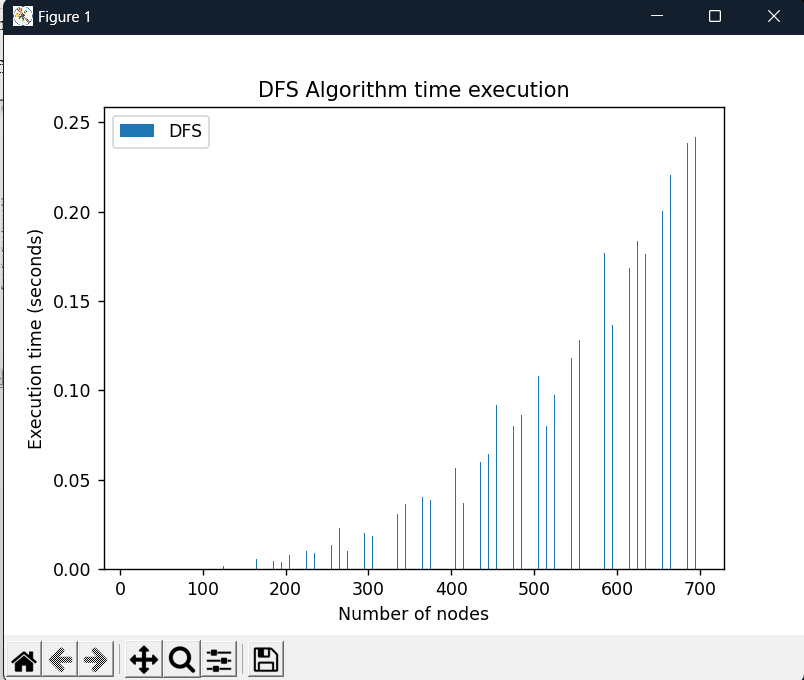 Figure 1
DFS Algorithm time execution
DFS
0.25
0.20
0.15
0.10
0.05
0.00
Execution time (seconds)
0 100 200 300 400 500 600 700
Number of nodes